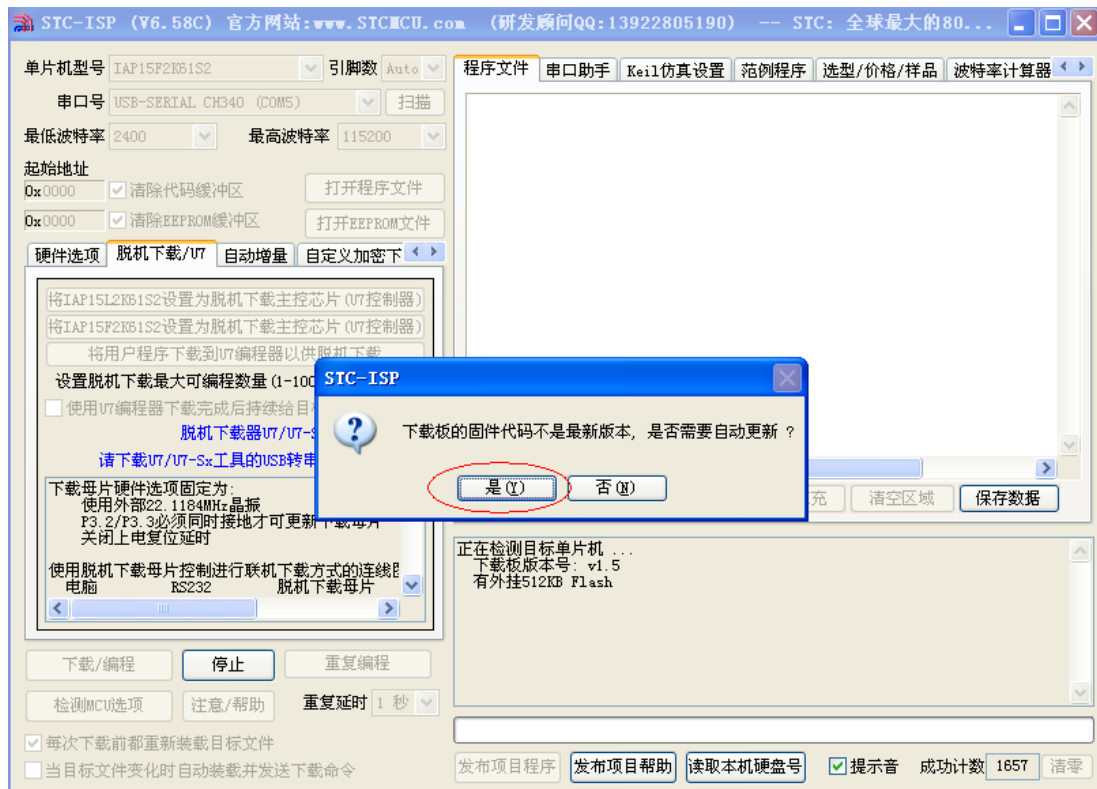 STC-ISP (V6.58C) 官方网站:www.STCMCU.com (研发顾问QQ:13922805190) -- STC: 全球最大的80...
单片机型号 IAP15F2K61S2 引脚数 Auto
串口号 USB-SERIAL CH340 (COM5) 扫描
最低波特率 2400 最高波特率 115200
起始地址
0x0000 清除代码缓冲区 打开程序文件
0x0000 清除EEPROM缓冲区 打开EEPROM文件
硬件选项 脱机下载/U7 自动增量 自定义加密下
将IAP15L2K61S2设置为脱机下载主控芯片(U7控制器)
将IAP15F2K61S2设置为脱机下载主控芯片(U7控制器)
将用户程序下载到U7编程器以供脱机下载
设置脱机下载最大可编程数量(1-100
使用U7编程器下载完成后持续给目
脱机下载器U7/U7-S
请下载U7/U7-Sx工具的USB转串
下载母片硬件选项固定为:
使用外部22.1184MHz晶振
P3.2/P3.3必须同时接地才可更新下载母片
关闭上电复位延时
使用脱机下载母片控制进行联机下载方式的连线
电脑 RS232 脱机下载母片
下载/编程 停止 重复编程
检测MCU选项 注意/帮助 重复延时 1 秒
每次下载前都重新装载目标文件
当目标文件变化时自动装载并发送下载命令
程序文件 串口助手 Keil仿真设置 范例程序 选型/价格/样品 波特率计算器
STC-ISP
下载板的固件代码不是最新版本, 是否需要自动更新 ?
是(Y) 否(N)
充 清空区域 保存数据
正在检测目标单片机 ...
下载板版本号: v1.5
有外挂512KB Flash
发布项目程序 发布项目帮助 读取本机硬盘号 提示音 成功计数 1657 清零